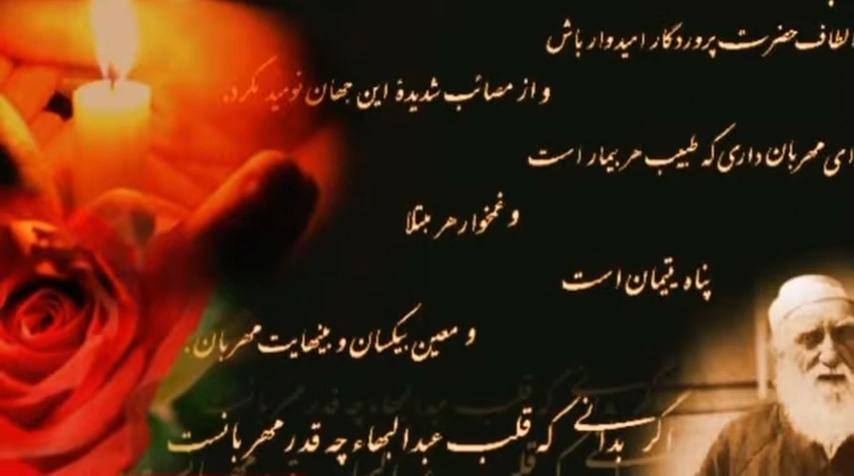 الطاف حضرت پروردگار امیدوار باش
و از مصائب شدیدهٔ این جهان نومید مگرد.
ای مهربان داری که طبیب هر بیمار است
و غمخوار هر مبتلا
پناه یتیمان است
و معین بیکسان و بینهایت مهربان.
اگر بدانی که قلب عبدالبهاء چه قدر مهربانست